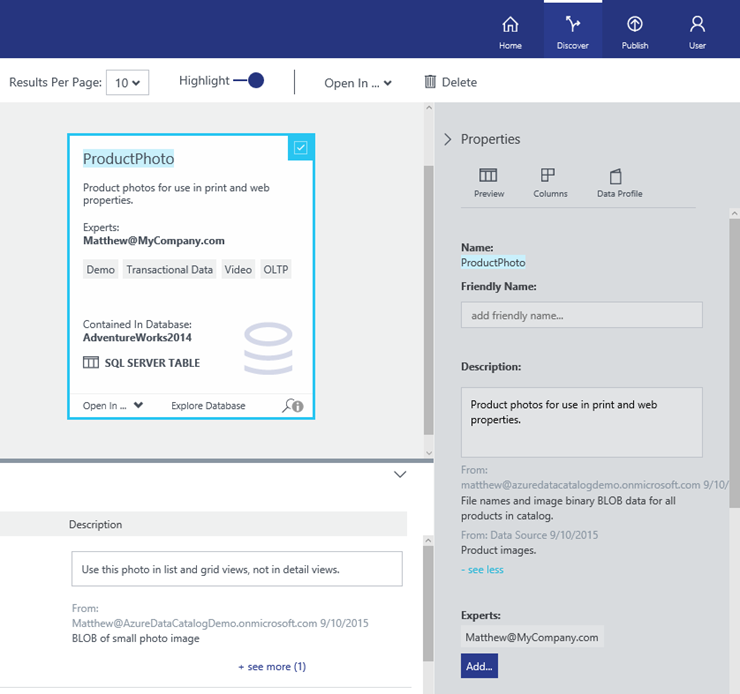 Home
Discover
Publish
User
Results Per Page:
10
Highlight
Open In ...
Delete
ProductPhoto
Product photos for use in print and web
properties.
Experts:
Matthew@MyCompany.com
Demo
Transactional Data
Video
OLTP
Contained In Database:
AdventureWorks2014
SQL SERVER TABLE
Open In ...
Explore Database
Description
Use this photo in list and grid views, not in detail views.
From:
Matthew@AzureDataCatalogDemo.onmicrosoft.com 9/10/2015
BLOB of small photo image
+ see more (1)
Properties
Preview
Columns
Data Profile
Name:
ProductPhoto
Friendly Name:
add friendly name...
Description:
Product photos for use in print and web
properties.
From:
matthew@azuredatacatalogdemo.onmicrosoft.com 9/10/
File names and image binary BLOB data for all
products in catalog.
From: Data Source 9/10/2015
Product images.
- see less
Experts:
Matthew@MyCompany.com
Add...